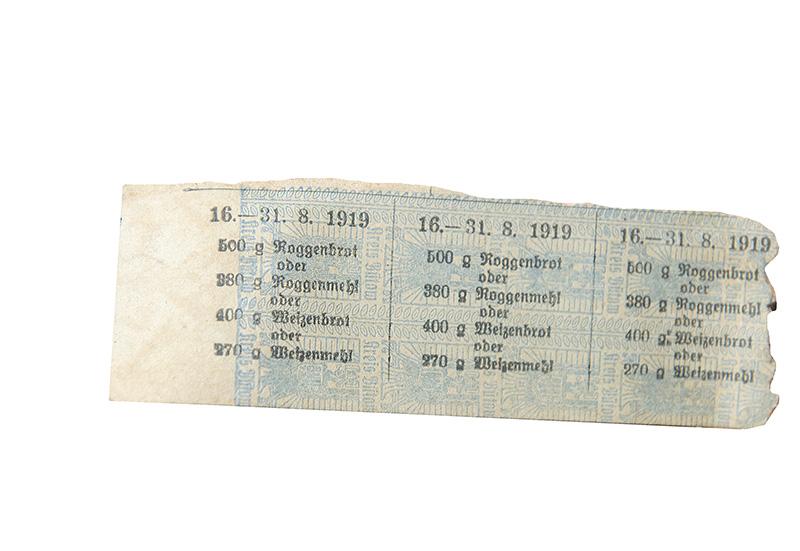 16.—31. 8. 1919
500 g Roggenbrot
oder
380 g Roggenmehl
oder
400 g Weizenbrot
oder
270 g Weizenmehl
16.—31. 8. 1919
500 g Roggenbrot
oder
380 g Roggenmehl
oder
400 g Weizenbrot
oder
270 g Weizenmehl
16.—31. 8. 1919
500 g Roggenbrot
oder
380 g Roggenmehl
oder
400 g Weizenbrot
oder
270 g Weizenmehl